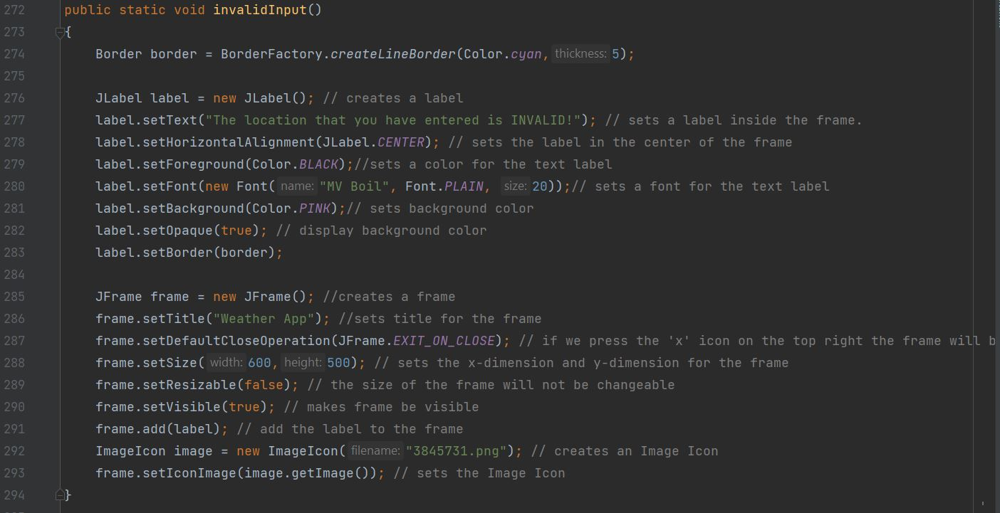 272 public static void invalidInput()
273 {
274 Border border = BorderFactory.createLineBorder(Color.cyan, thickness: 5);
275
276 JLabel label = new JLabel(); // creates a label
277 label.setText("The location that you have entered is INVALID!"); // sets a label inside the frame.
278 label.setHorizontalAlignment(JLabel.CENTER); // sets the label in the center of the frame
279 label.setForeground(Color.BLACK);//sets a color for the text label
280 label.setFont(new Font( name: "MV Boil", Font.PLAIN, size: 20));// sets a font for the text label
281 label.setBackground(Color.PINK);// sets background color
282 label.setOpaque(true); // display background color
283 label.setBorder(border);
284
285 JFrame frame = new JFrame(); //creates a frame
286 frame.setTitle("Weather App"); //sets title for the frame
287 frame.setDefaultCloseOperation(JFrame.EXIT_ON_CLOSE); // if we press the 'x' icon on the top right the frame will b
288 frame.setSize( width: 600, height: 500); // sets the x-dimension and y-dimension for the frame
289 frame.setResizable(false); // the size of the frame will not be changeable
290 frame.setVisible(true); // makes frame be visible
291 frame.add(label); // add the label to the frame
292 ImageIcon image = new ImageIcon( filename: "3845731.png"); // creates an Image Icon
293 frame.setIconImage(image.getImage()); // sets the Image Icon
294 }